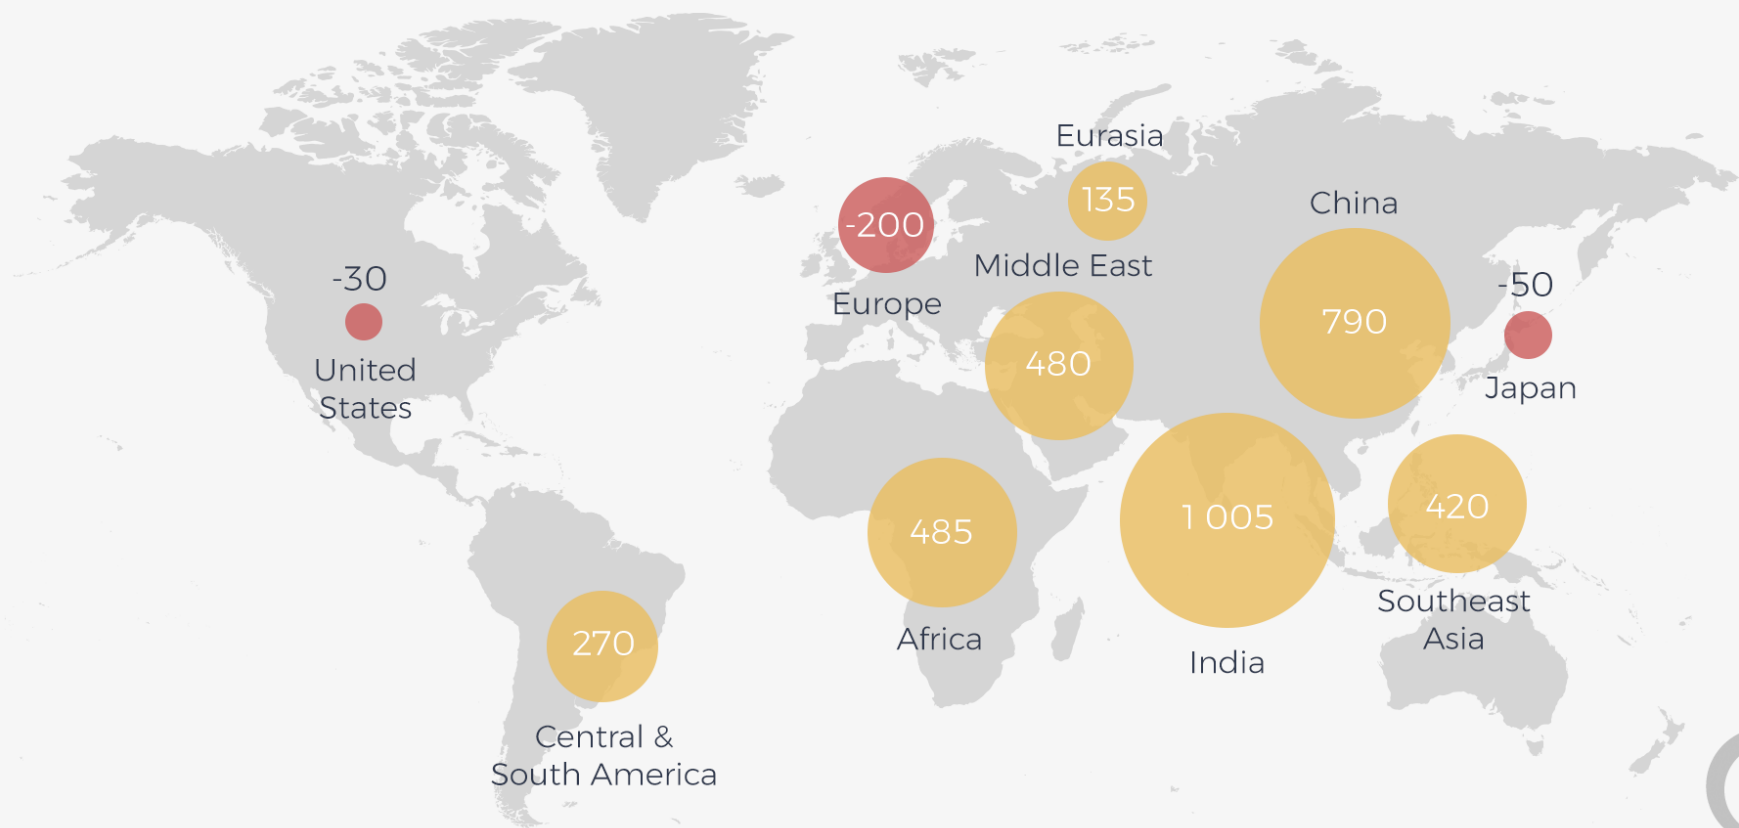 Eurasia
135
China
-200
Middle East
-30
Europe
790
-50
480
United
States
Japan
485
1 005
420
Southeast
Asia
Africa
India
270
Central &
South America